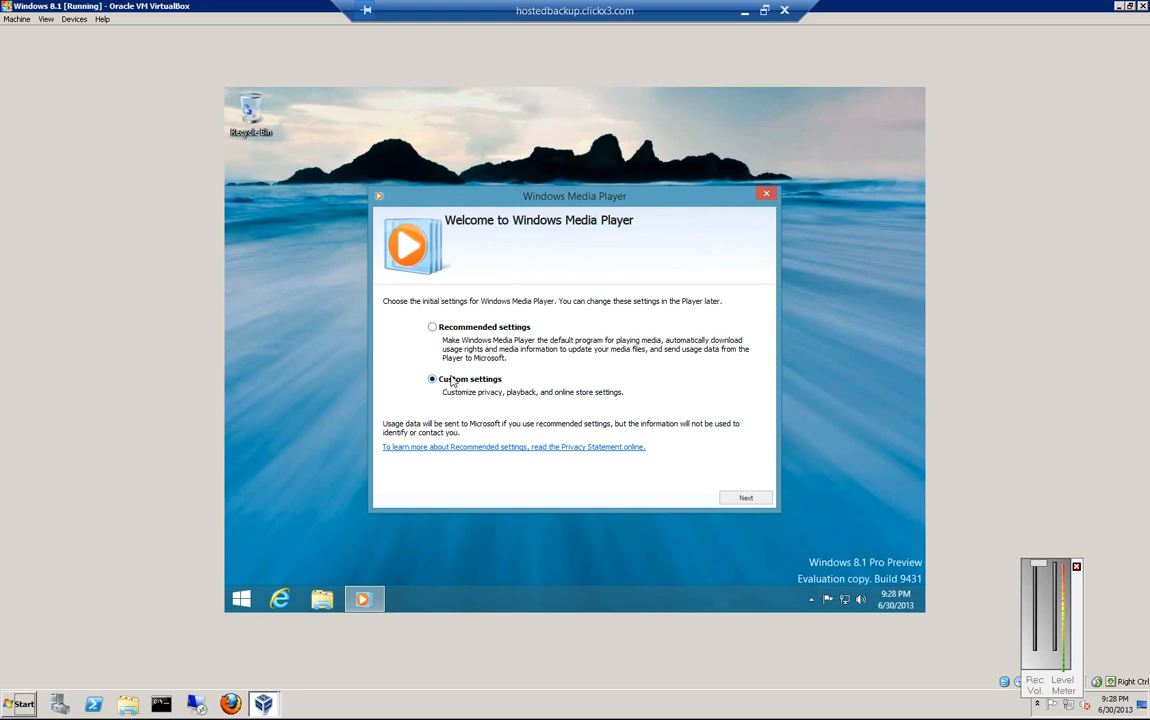 Windows 8.1 [Running] - Oracle VM VirtualBox
hostedbackup.clickx3.com
Machine View Devices Help
Recycle Bin
Windows Media Player
Welcome to Windows Media Player
Choose the initial settings for Windows Media Player. You can change these settings in the Player later.
Recommended settings
Make Windows Media Player the default program for playing media, automatically download
usage rights and media information to update your media files, and send usage data from the
Player to Microsoft.
Custom settings
Customize privacy, playback, and online store settings.
Usage data will be sent to Microsoft if you use recommended settings, but the information will not be used to
identify or contact you.
To learn more about Recommended settings, read the Privacy Statement online.
Next
Windows 8.1 Pro Preview
Evaluation copy. Build 9431
9:28 PM
6/30/2013
Rec. Level
Vol. Meter
Right Ctrl
Start
9:28 PM
6/30/2013